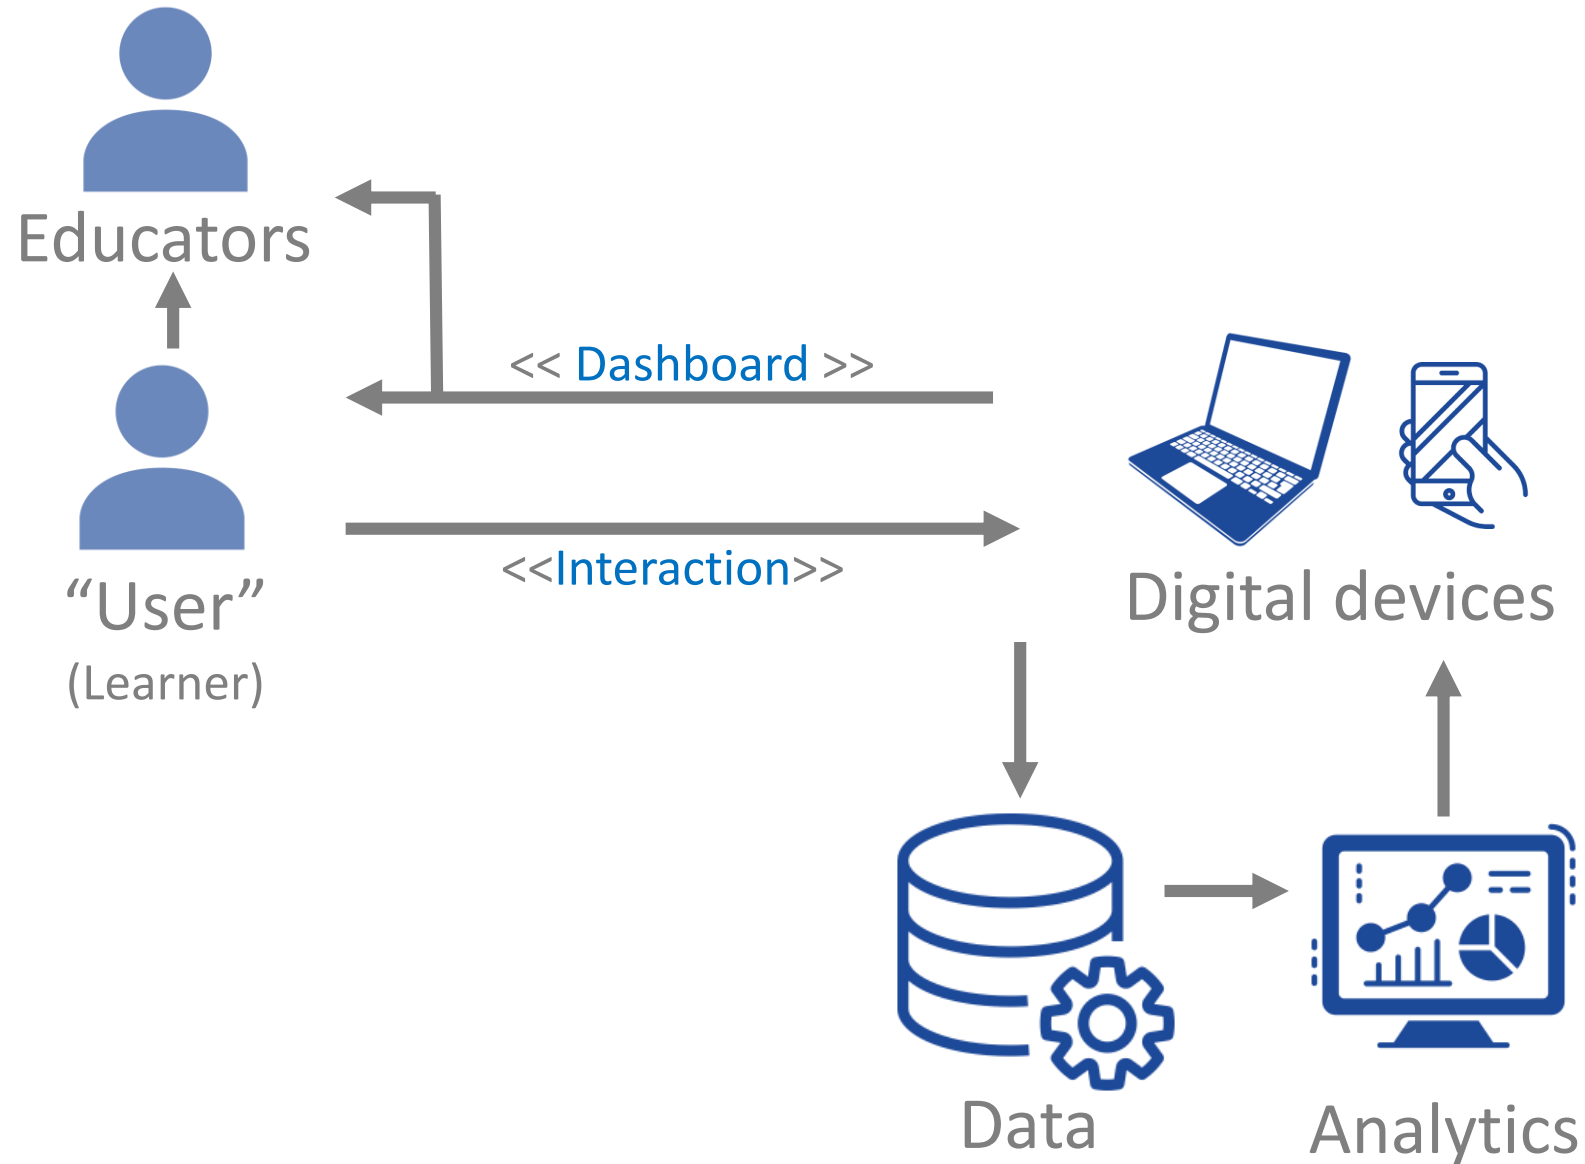 Educators
<< Dashboard >>
<<Interaction>>
“User”
(Learner)
Digital devices
Data
Analytics